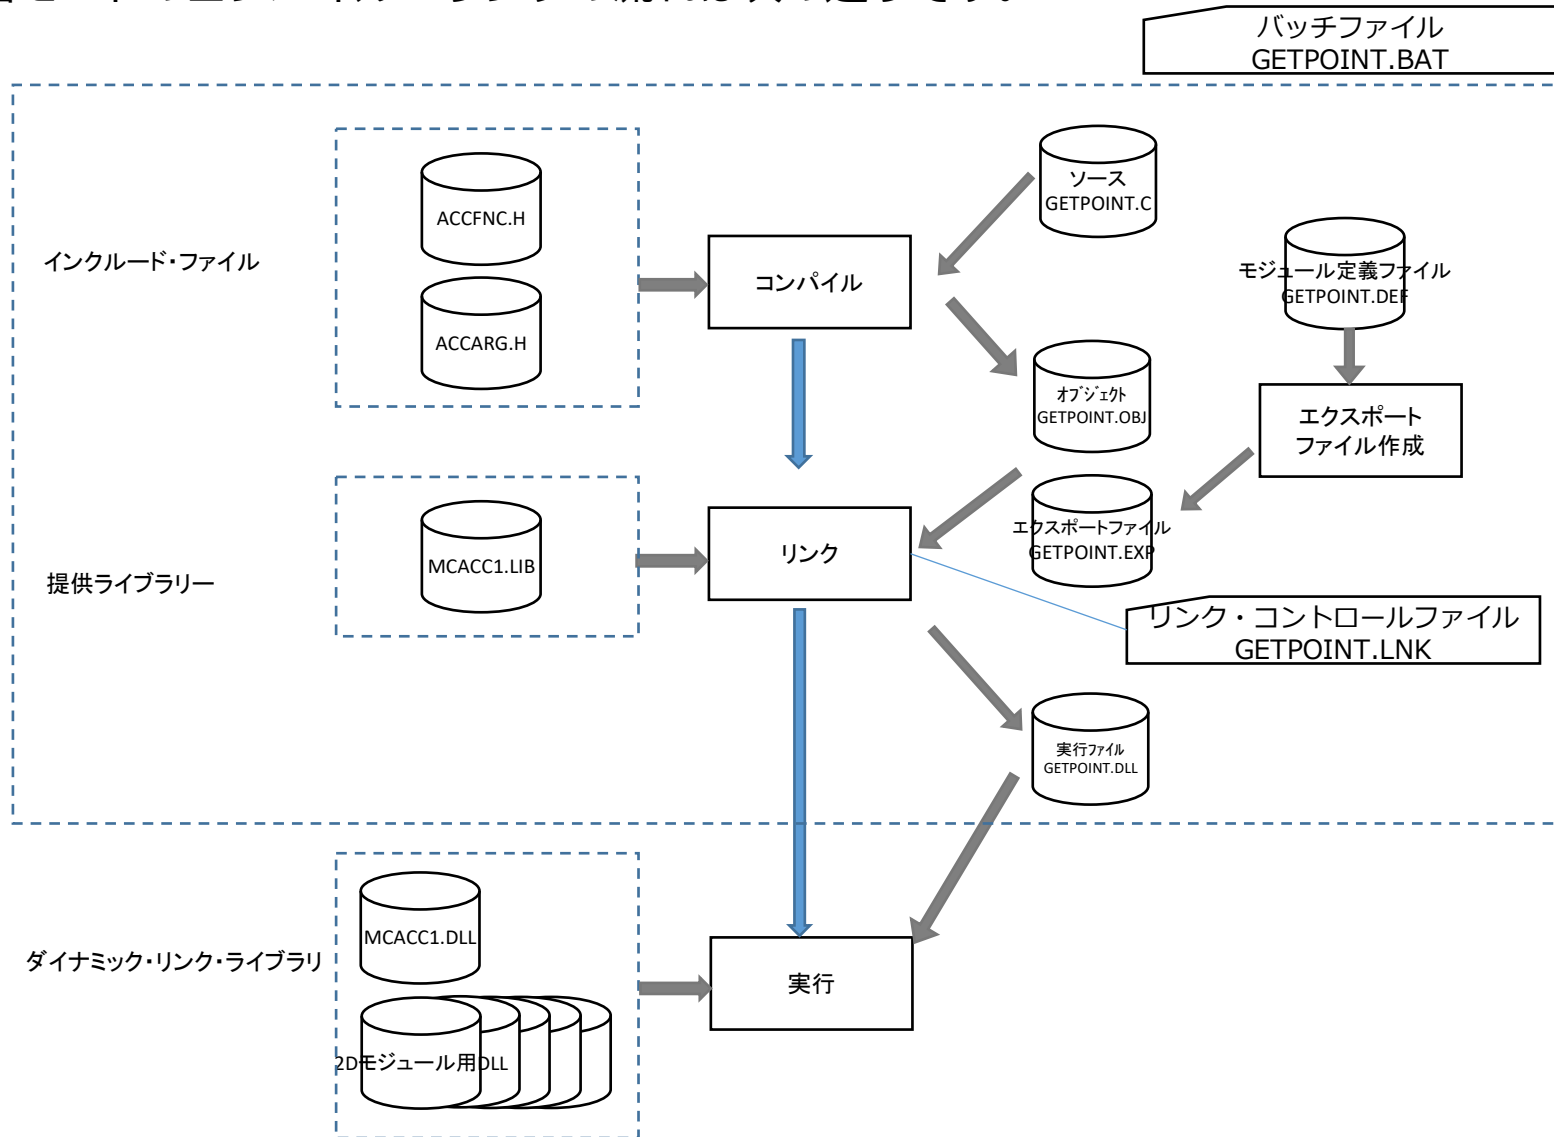 バッチファイル
GETPOINT.BAT
ソース
GETPOINT.C
ACCFNC.H
インクルード・ファイル
コンパイル
モジュール定義ファイル
GETPOINT.DEF
ACCARG.H
オブジェクト
GETPOINT.OBJ
エクスポート
ファイル作成
エクスポートファイル
GETPOINT.EXP
MCACC1.LIB
リンク
提供ライブラリー
リンク・コントロールファイル
GETPOINT.LNK
実行ファイル
GETPOINT.DLL
MCACC1.DLL
ダイナミック・リンク・ライブラリ
実行
2Dモジュール用DLL